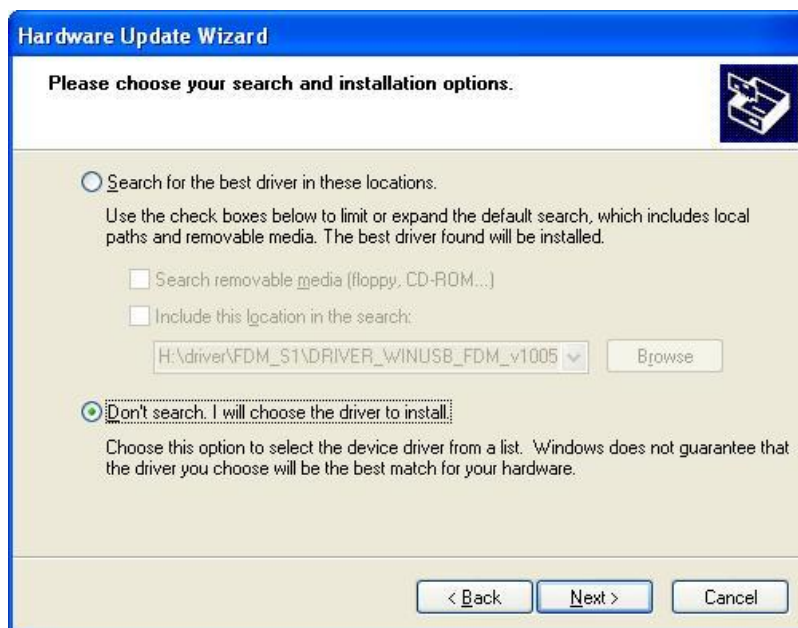 Hardware Update Wizard
Please choose your search and installation options.
Search for the best driver in these locations.
Use the check boxes below to limit or expand the default search, which includes local
paths and removable media. The best driver found will be installed.
Search removable media (floppy, CD-ROM...)
Include this location in the search:
H:\driver\FDM_S1\DRIVER_WINUSB_FDM_v1005
Browse
Don't search. I will choose the driver to install.
Choose this option to select the device driver from a list. Windows does not guarantee that
the driver you choose will be the best match for your hardware.
< Back
Next >
Cancel